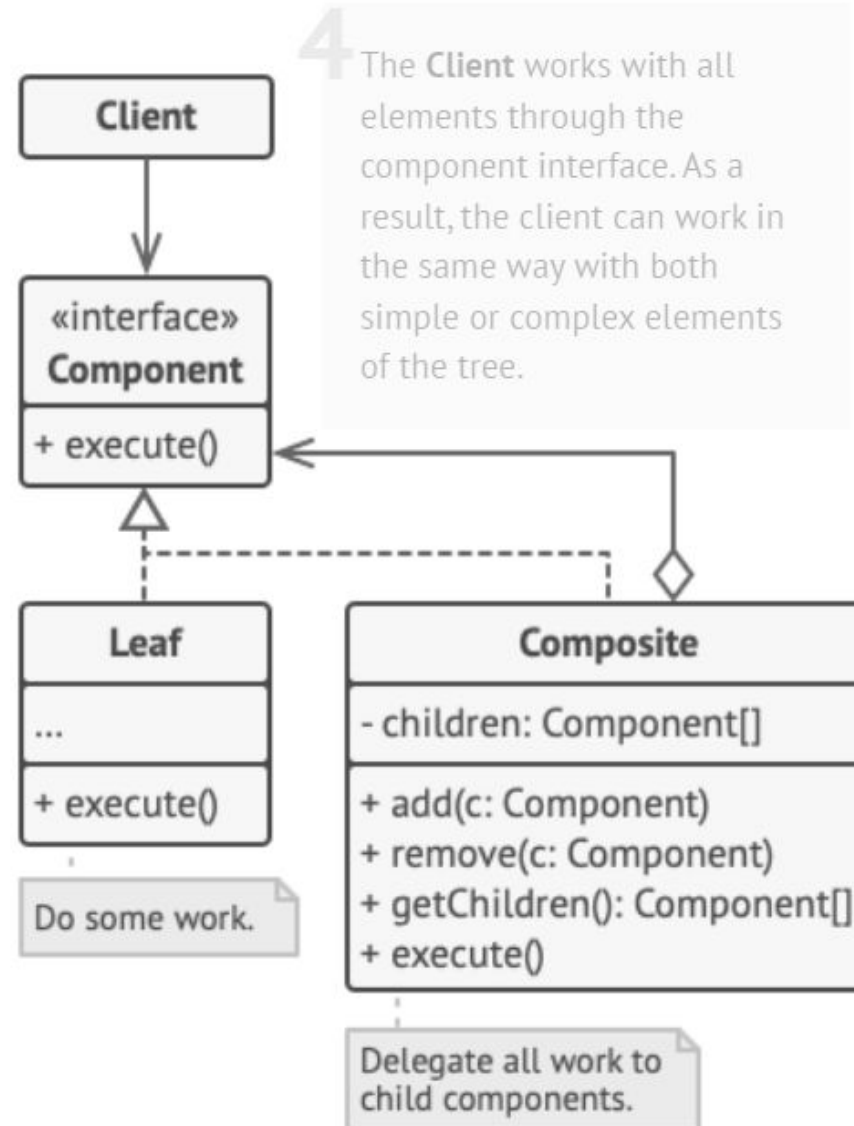 4
The Client works with all
elements through the
component interface. As a
result, the client can work in
the same way with both
simple or complex elements
of the tree.
Client
«interface»
Component
+ execute()
Leaf
...
+ execute()
Do some work.
Composite
- children: Component[]
+ add(c: Component)
+ remove(c: Component)
+ getChildren(): Component[]
+ execute()
Delegate all work to
child components.